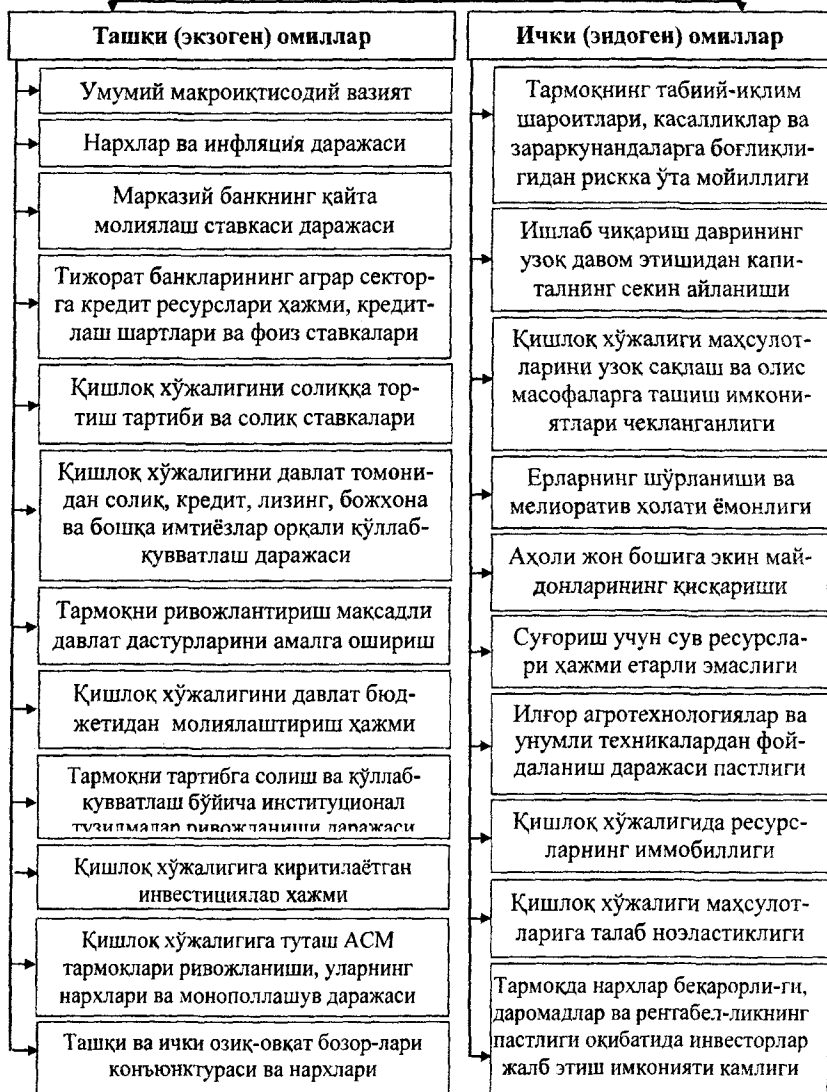 Ташқи (экзоген) омиллар
Умумий макроиқтисодий вазият
Нархлар ва инфляция даражаси
Марказий банкнинг қайта
молиялаш ставкаси даражаси
Тижорат банкларининг аграр сектор-
га кредит ресурслари ҳажми, кредит-
лаш шартлари ва фоиз ставкалари
Қишлоқ хўжалигини солиққа тор-
тиш тартиби ва солиқ ставкалари
Қишлоқ хўжалигини давлат томони-
дан солиқ, кредит, лизинг, божхона
ва бошқа имтиёзлар орқали қўллаб-
қувватлаш даражаси
Тармоқни ривожлантириш мақсадли
давлат дастурларини амалга ошириш
Қишлоқ хўжалигини давлат бюд-
жетидан молиялаштириш ҳажми
Тармоқни тартибга солиш ва қўллаб-
қувватлаш бўйича институционал
тузилмалар ривожланиши даражаси
Қишлоқ хўжалигига киритилаётган
инвестициялар ҳажми
Қишлоқ хўжалигига туташ АСМ
тармоқлари ривожланиши, уларнинг
нархлари ва монополлашув даражаси
Ташқи ва ички озиқ-овқат бозор-лари
конъюнктураси ва нархлари
Ички (эндоген) омиллар
Тармоқнинг табиий-иқлим
шароитлари, касалликлар ва
зараркунандаларга боғлиқли-
гидан рискка ўта мойиллиги
Ишлаб чиқариш даврининг
узоқ давом этишидан капи-
талнинг секин айланиши
Қишлоқ хўжалиги маҳсулот-
ларини узоқ сақлаш ва олис
масофаларга ташиш имкони-
ятлари чекланганлиги
Ерларнинг шўрланиши ва
мелиоратив ҳолати ёмонлиги
Аҳоли жон бошига экин май-
донларининг қисқариши
Суғориш учун сув ресурсла-
ри ҳажми етарли эмаслиги
Илғор агротехнологиялар ва
унумли техникалардан фой-
даланиш даражаси пастлиги
Қишлоқ хўжалигида ресурс-
ларнинг иммобиллиги
Қишлоқ хўжалиги маҳсулот-
ларига талаб ноэластиклиги
Тармоқда нархлар беқарорли-ги,
даромадлар ва рентабел-ликнинг
пастлиги оқибатида инвесторлар
жалб этиш имконияти камлиги